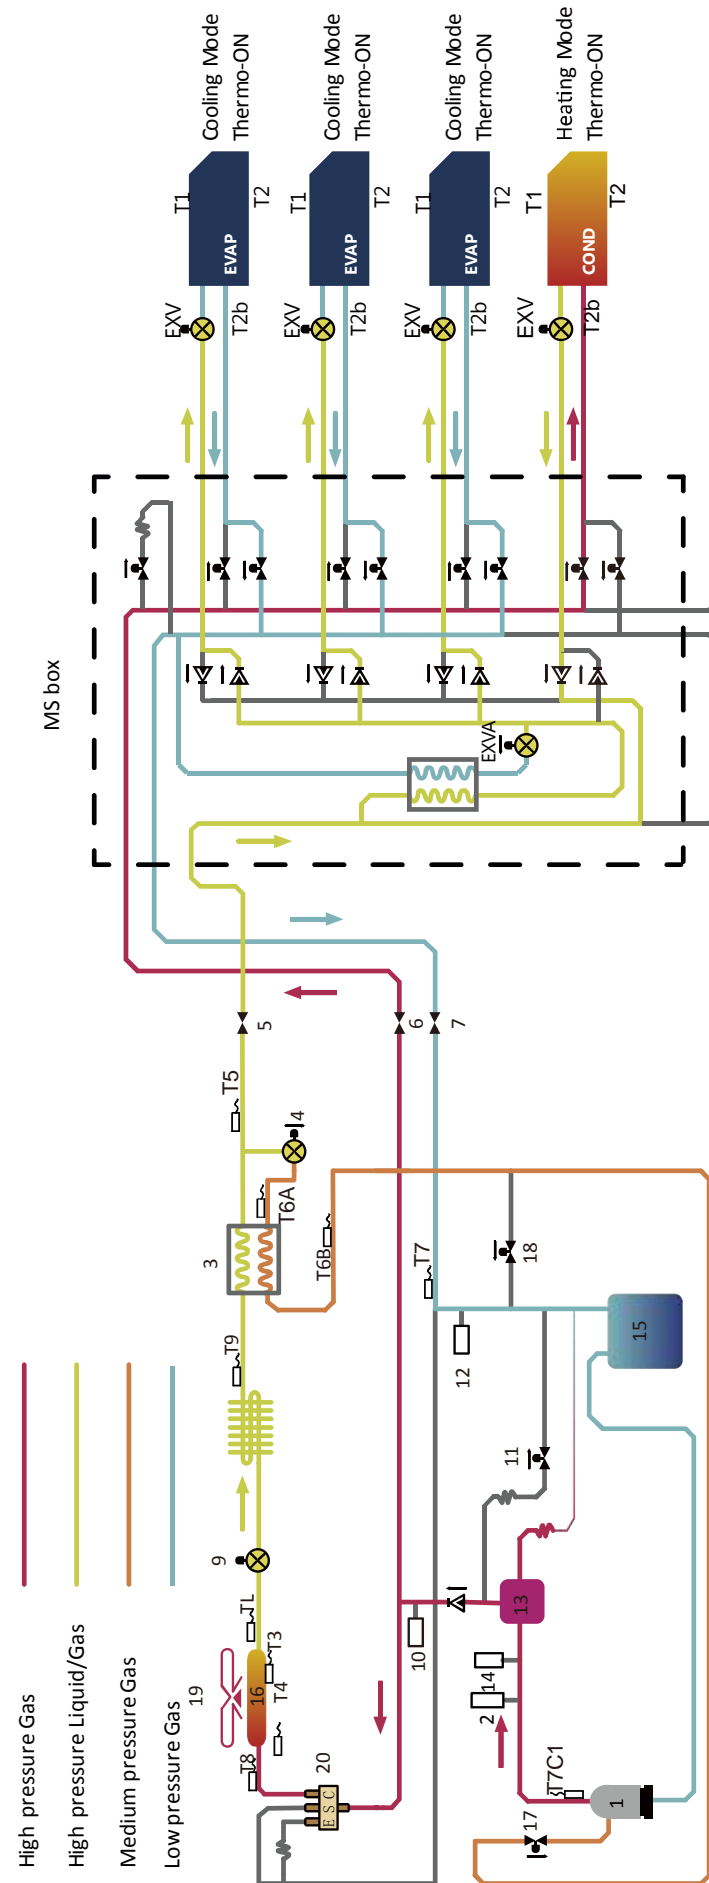 Cooling Mode
Thermo-ON
Cooling Mode
Thermo-ON
Cooling Mode
Thermo-ON
Heating Mode
Thermo-ON
T1
T2
EVAP
T1
T2
EVAP
T1
T2
EVAP
T1
T2
COND
EXV
T2b
EXV
T2b
EXV
T2b
EXV
T2b
MS box
EXVA
5
6
7
T5
4
T6A
3
T6B
T7
18
T9
12
15
11
9
TL
T3
16
T4
19
10
13
14
2
T8
20
E S C
T7C1
1
17
High pressure Gas
High pressure Liquid/Gas
Medium pressure Gas
Low pressure Gas